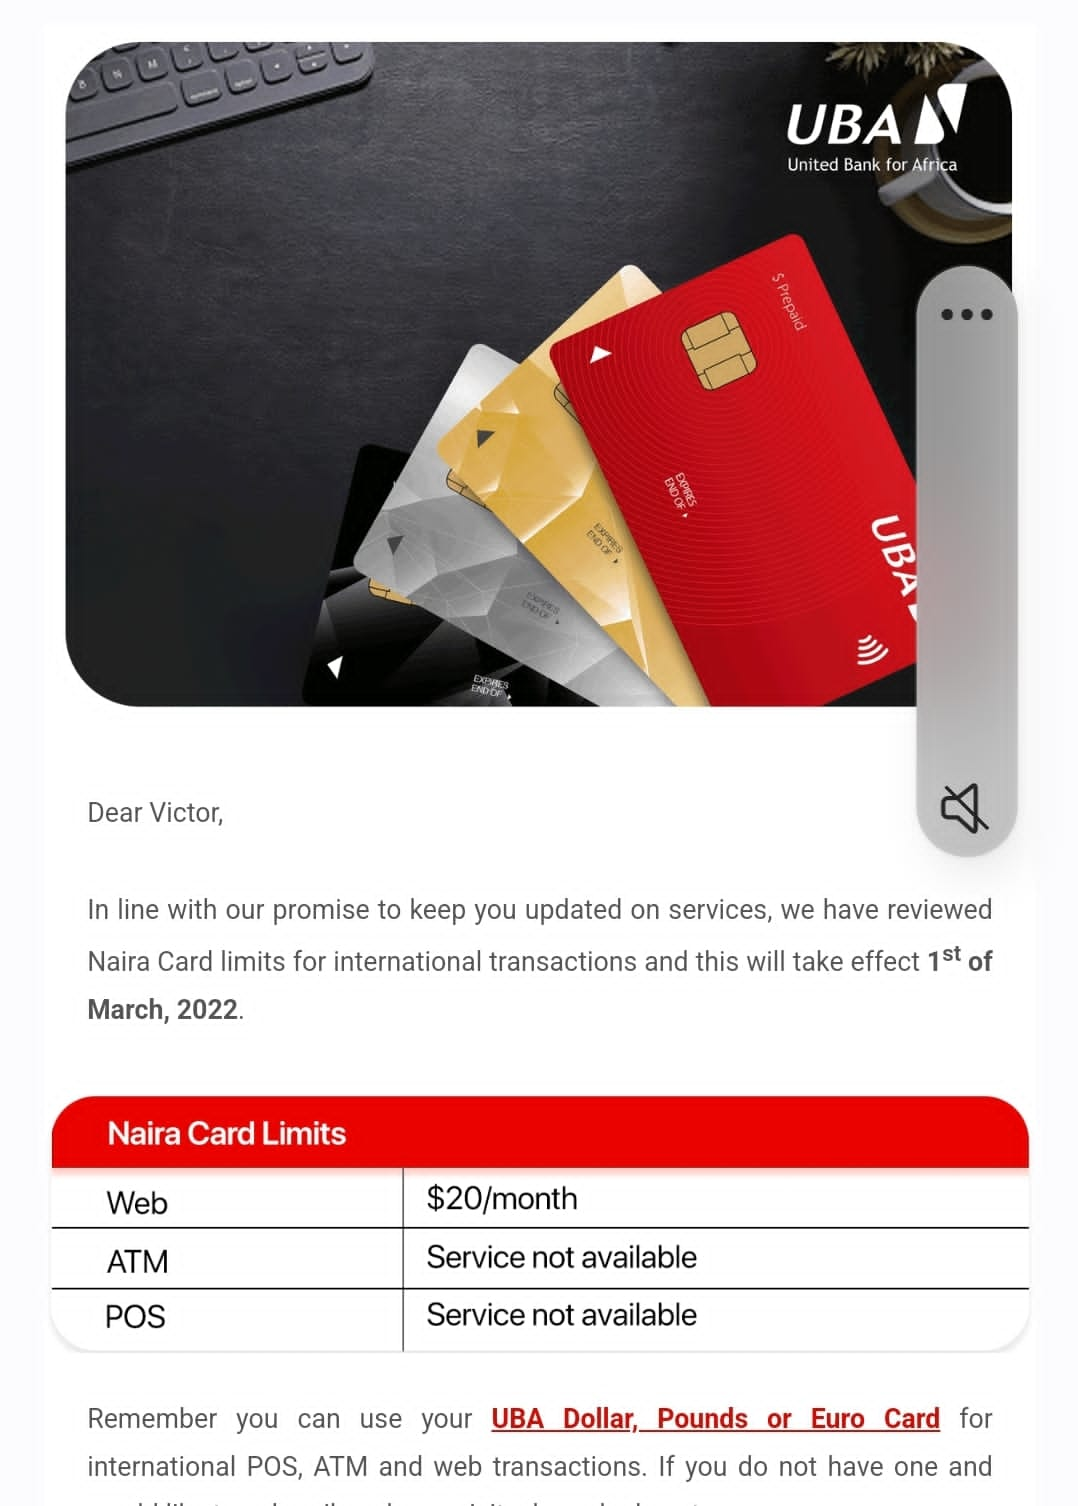 B N M
UBA
United Bank for Africa
$ Prepaid
EXPIRES
END OF
UBA
EXPIRES
END OF
EXPIRES
END OF
EXPIRES
END OF
Dear Victor,
In line with our promise to keep you updated on services, we have reviewed
Naira Card limits for international transactions and this will take effect 1st of
March, 2022.
Naira Card Limits
Web $20/month
ATM Service not available
POS Service not available
Remember you can use your UBA Dollar, Pounds or Euro Card for
international POS, ATM and web transactions. If you do not have one and